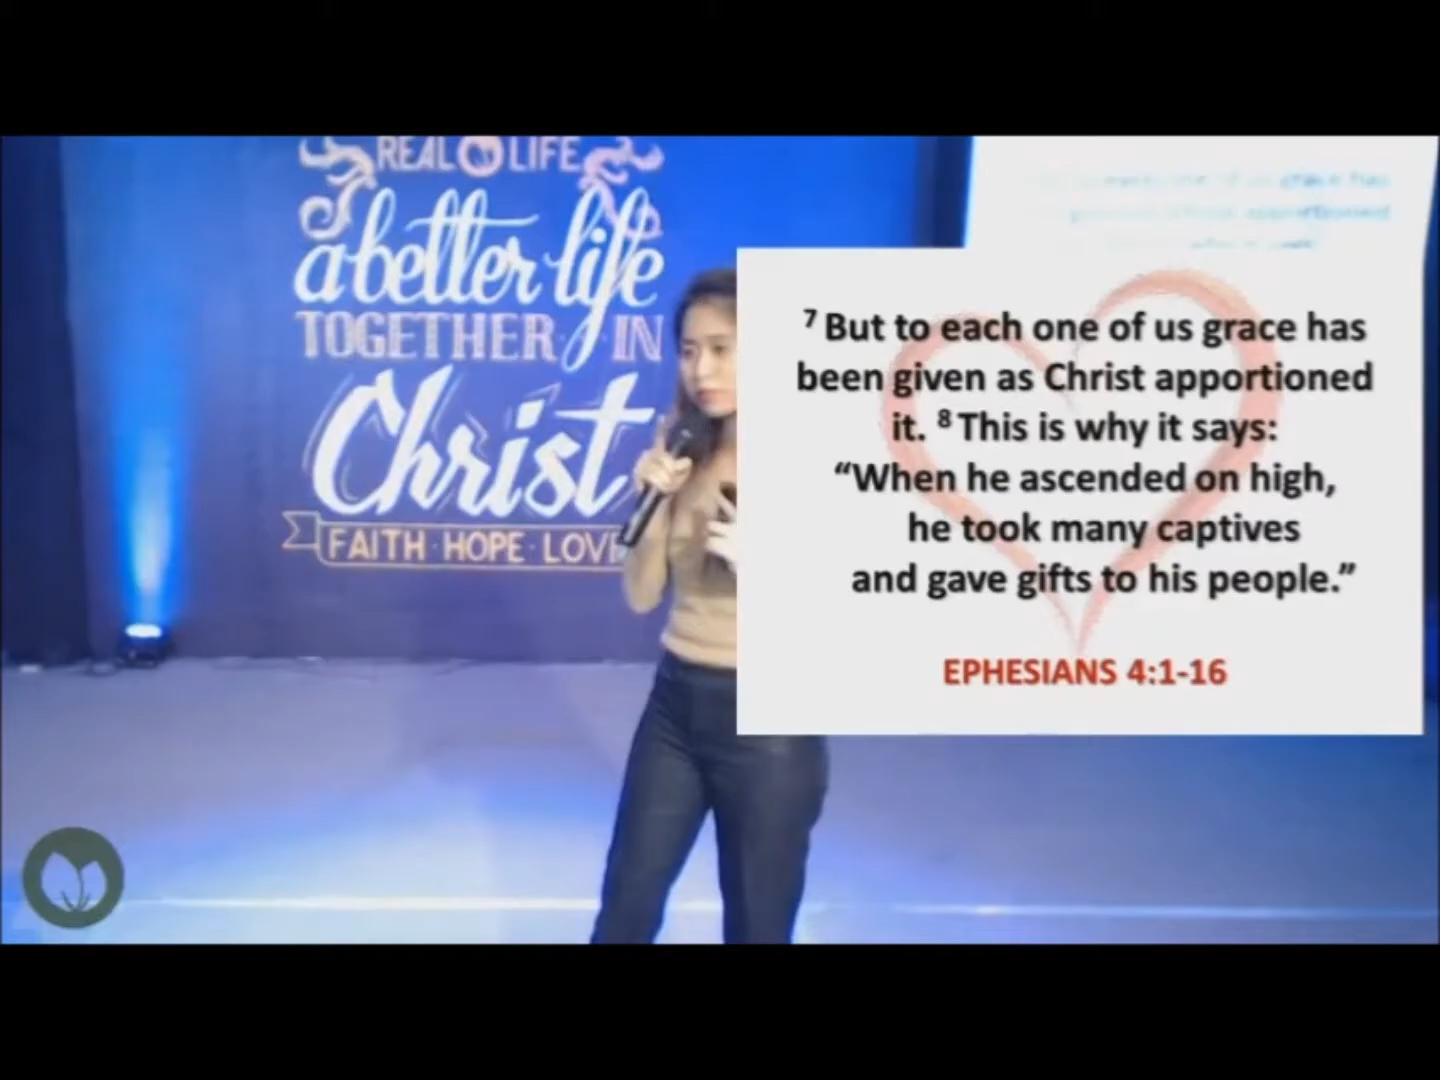 REAL LIFE
a better life
TOGETHER IN
Christ
FAITH · HOPE · LOVE
7 But to each one of us grace has
been given as Christ apportioned
it. 8 This is why it says:
“When he ascended on high,
he took many captives
and gave gifts to his people.”
EPHESIANS 4:1-16